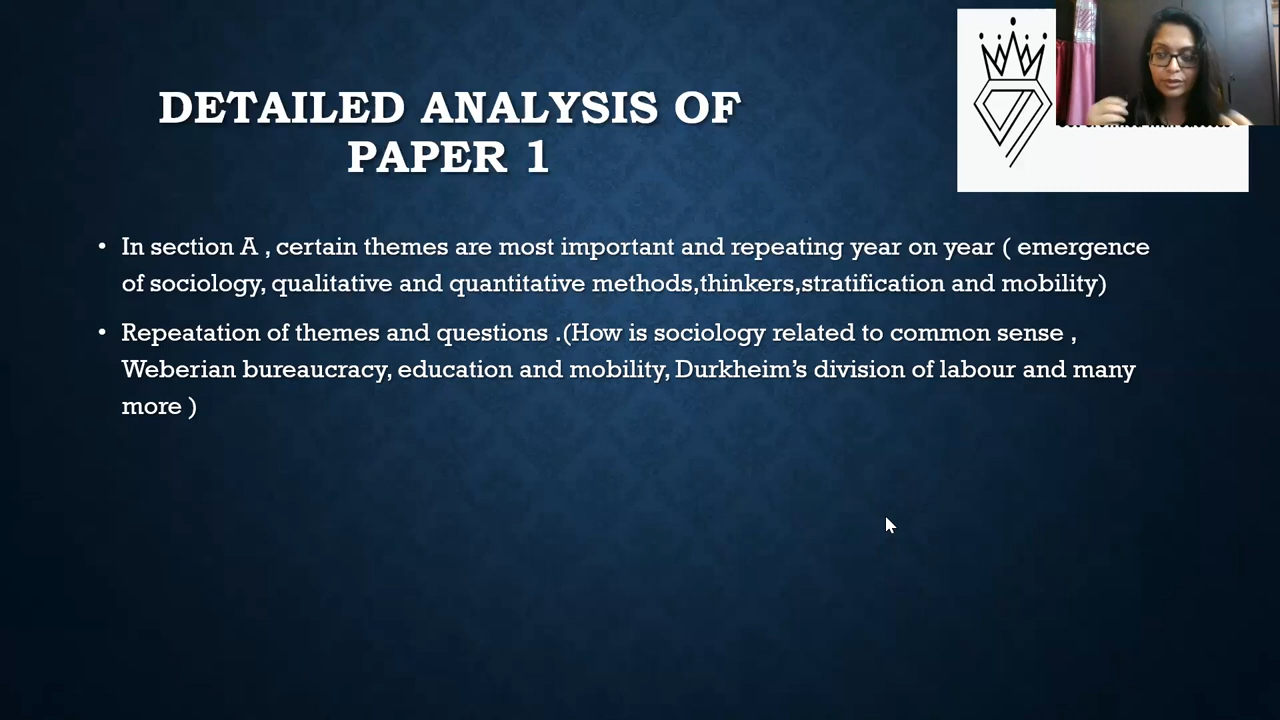 DETAILED ANALYSIS OF
PAPER 1
• In section A , certain themes are most important and repeating year on year ( emergence
of sociology, qualitative and quantitative methods,thinkers,stratification and mobility)
• Repeatation of themes and questions .(How is sociology related to common sense ,
Weberian bureaucracy, education and mobility, Durkheim's division of labour and many
more )